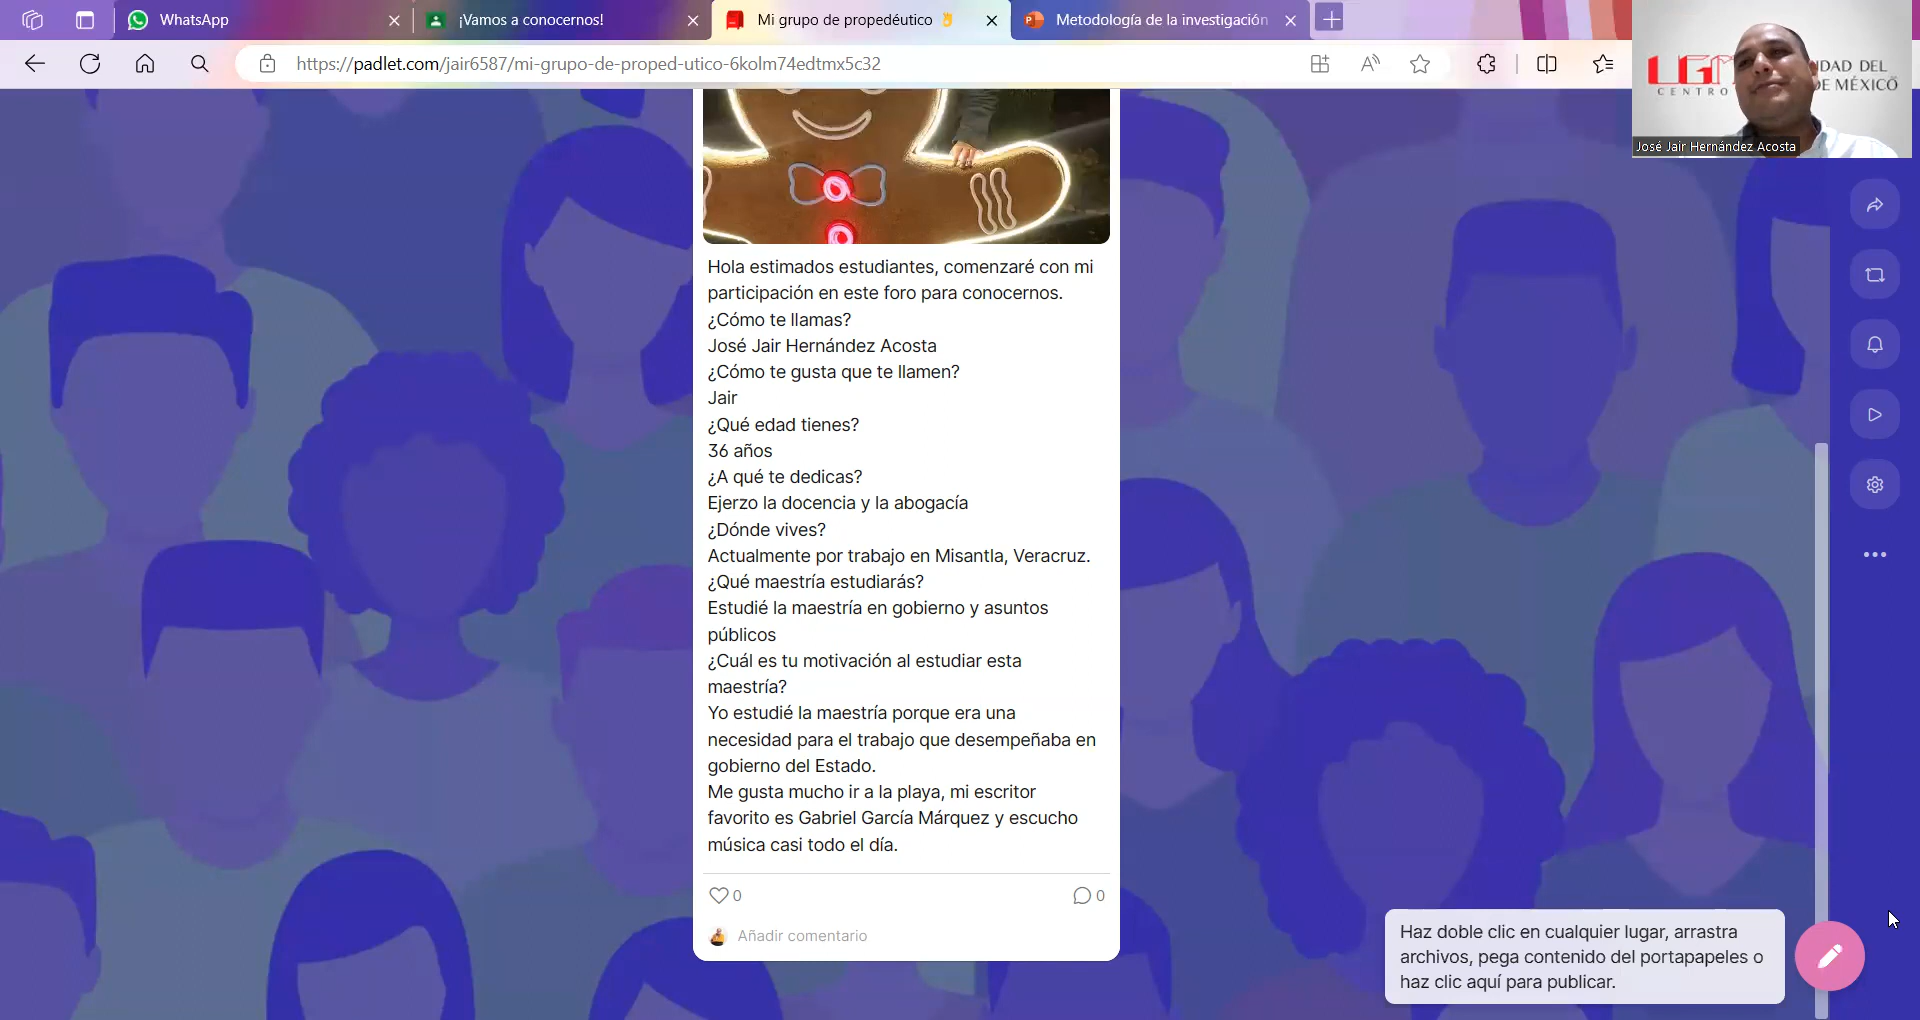 WhatsApp
¡Vamos a conocernos!
Mi grupo de propedéutico
Metodología de la investigación
https://padlet.com/jair6587/mi-grupo-de-proped-utico-6kolm74edtmx5c32
DAD DEL
CENTRO
DE MÉXICO
José Jair Hernández Acosta
Hola estimados estudiantes, comenzaré con mi
participación en este foro para conocernos.
¿Cómo te llamas?
José Jair Hernández Acosta
¿Cómo te gusta que te llamen?
Jair
¿Qué edad tienes?
36 años
¿A qué te dedicas?
Ejerzo la docencia y la abogacía
¿Dónde vives?
Actualmente por trabajo en Misantla, Veracruz.
¿Qué maestría estudiarás?
Estudié la maestría en gobierno y asuntos
públicos
¿Cuál es tu motivación al estudiar esta
maestría?
Yo estudié la maestría porque era una
necesidad para el trabajo que desempeñaba en
gobierno del Estado.
Me gusta mucho ir a la playa, mi escritor
favorito es Gabriel García Márquez y escucho
música casi todo el día.
0
0
Añadir comentario
Haz doble clic en cualquier lugar, arrastra
archivos, pega contenido del portapapeles o
haz clic aquí para publicar.